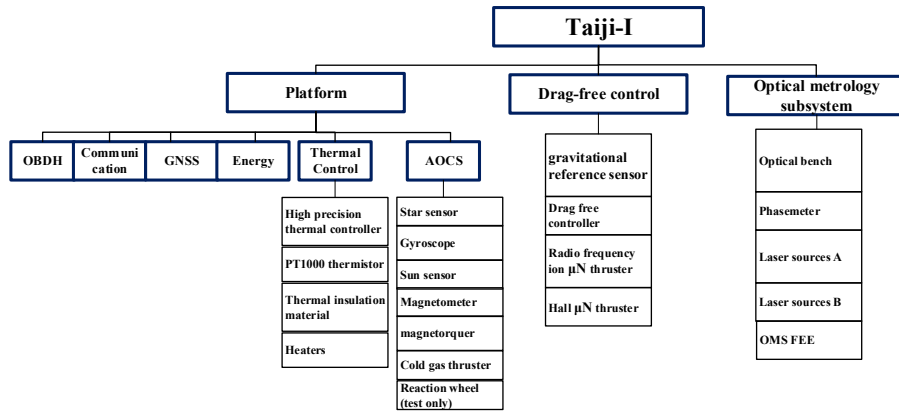 Taiji-I
Platform
Drag-free control
Optical metrology
subsystem
OBDH
Communi
cation
GNSS
Energy
Thermal
Control
AOCS
High precision
thermal controller
PT1000 thermistor
Thermal insulation
material
Heaters
Star sensor
Gyroscope
Sun sensor
Magnetometer
magnetorquer
Cold gas thruster
Reaction wheel
(test only)
gravitational
reference sensor
Drag free
controller
Radio frequency
ion μN thruster
Hall μN thruster
Optical bench
Phasemeter
Laser sources A
Laser sources B
OMS FEE